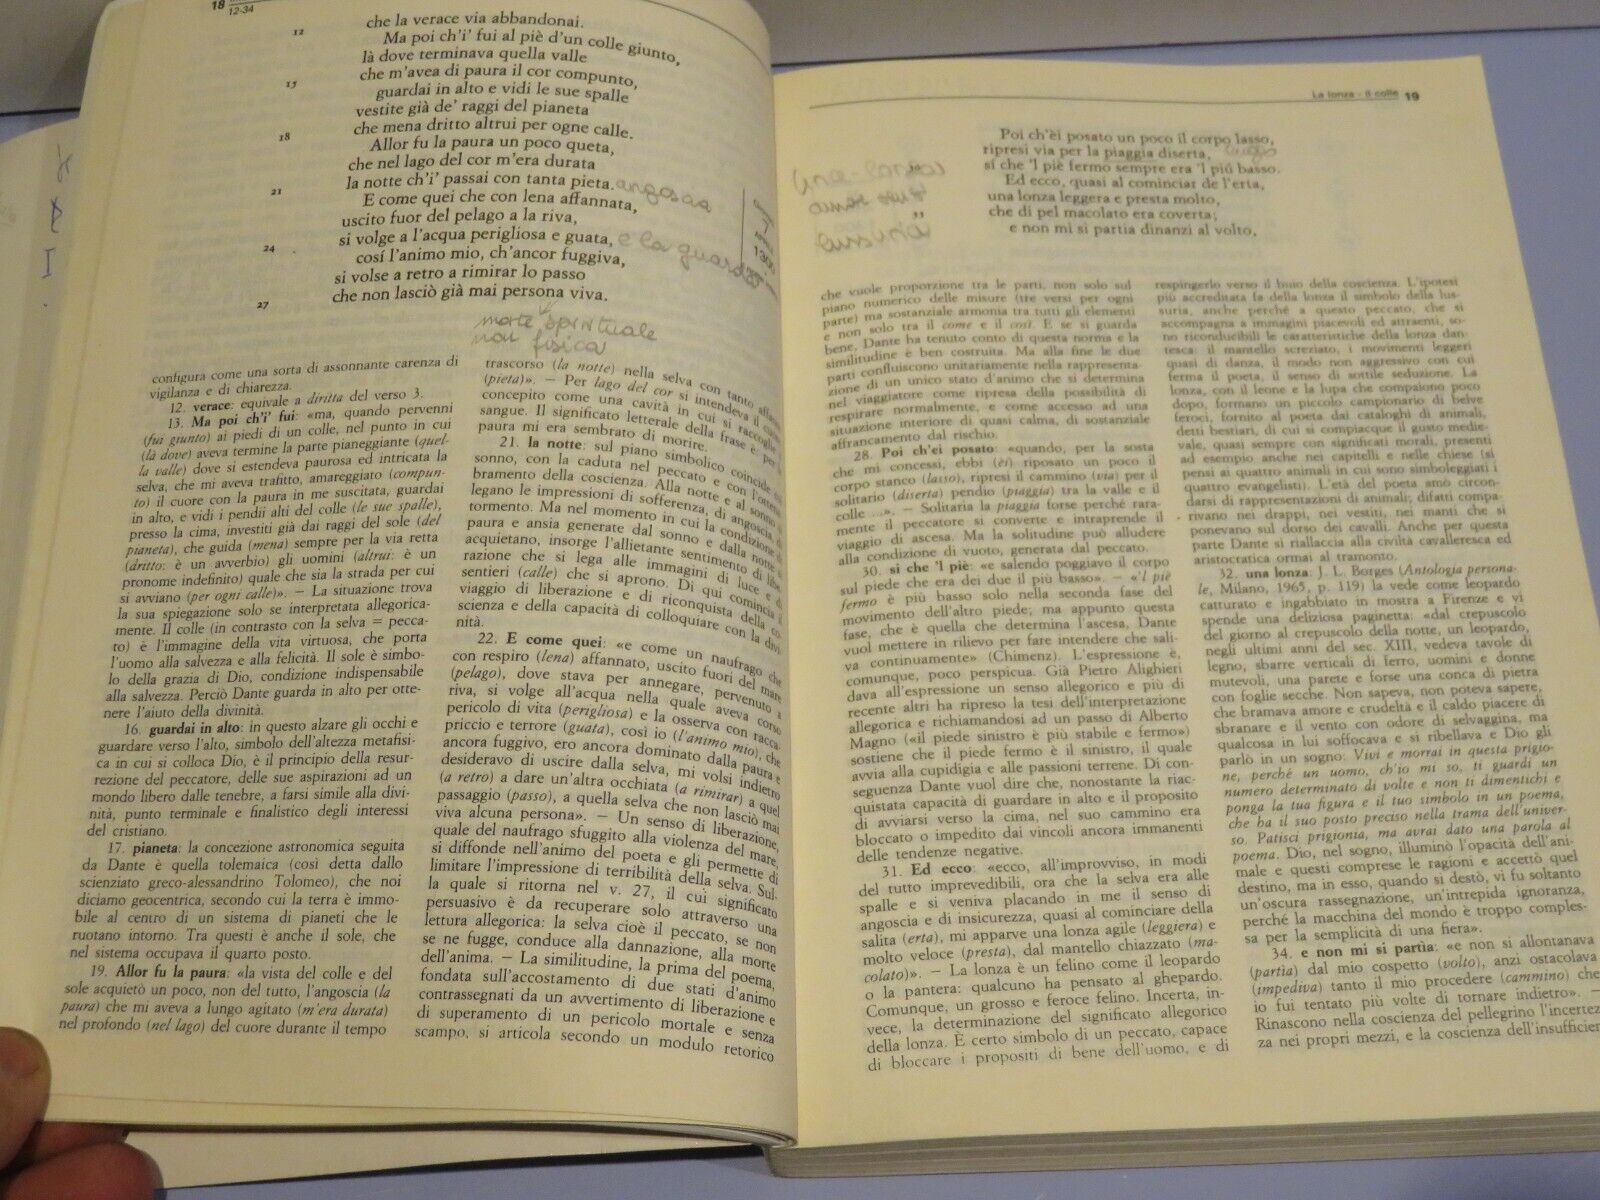 18
12-34
che la verace via abbandonai.
12
Ma poi ch'i' fui al piè d'un colle giunto,
là dove terminava quella valle
che m'avea di paura il cor compunto,
15
guardai in alto e vidi le sue spalle
vestite già de' raggi del pianeta
che mena dritto altrui per ogne calle.
18
Allor fu la paura un poco queta,
che nel lago del cor m'era durata
la notte ch'i' passai con tanta pieta. angoscia
21
E come quei che con lena affannata,
uscito fuor del pelago a la riva,
si volge a l'acqua perigliosa e guata, e la guarda
24
cosí l'animo mio, ch'ancor fuggiva,
si volse a retro a rimirar lo passo
che non lasciò già mai persona viva.
27
1300
morte spirituale
non fisica
configura come una sorta di assonnante carenza di
vigilanza e di chiarezza.
12. verace: equivale a diritta del verso 3.
13. Ma poi ch'i' fui: «ma, quando pervenni
(fui giunto) ai piedi di un colle, nel punto in cui
(là dove) aveva termine la parte pianeggiante (quel-
la valle) dove si estendeva paurosa ed intricata la
selva, che mi aveva trafitto, amareggiato (compun-
to) il cuore con la paura in me suscitata, guardai
in alto, e vidi i pendii alti del colle (le sue spalle),
presso la cima, investiti già dai raggi del sole (del
pianeta), che guida (mena) sempre per la via retta
(dritto: è un avverbio) gli uomini (altrui: è un
pronome indefinito) quale che sia la strada per cui
si avviano (per ogni calle)». — La situazione trova
la sua spiegazione solo se interpretata allegorica-
mente. Il colle (in contrasto con la selva = pecca-
to) è l'immagine della vita virtuosa, che porta
l'uomo alla salvezza e alla felicità. Il sole è simbo-
lo della grazia di Dio, condizione indispensabile
alla salvezza. Perciò Dante guarda in alto per otte-
nere l'aiuto della divinità.
16. guardai in alto: in questo alzare gli occhi e
guardare verso l'alto, simbolo dell'altezza metafisi-
ca in cui si colloca Dio, è il principio della resur-
rezione del peccatore, delle sue aspirazioni ad un
mondo libero dalle tenebre, a farsi simile alla divi-
nità, punto terminale e finalistico degli interessi
del cristiano.
17. pianeta: la concezione astronomica seguita
da Dante è quella tolemaica (così detta dallo
scienziato greco-alessandrino Tolomeo), che noi
diciamo geocentrica, secondo cui la terra è immo-
bile al centro di un sistema di pianeti che le
ruotano intorno. Tra questi è anche il sole, che
nel sistema occupava il quarto posto.
19. Allor fu la paura: «la vista del colle e del
sole acquietò un poco, non del tutto, l'angoscia (la
paura) che mi aveva a lungo agitato (m'era durata)
nel profondo (nel lago) del cuore durante il tempo
trascorso (la notte) nella selva con tanto affanno
(pieta)». — Per lago del cor si intendeva il cuore
concepito come una cavità in cui si raccoglie il
sangue. Il significato letterale della frase è: per la
paura mi era sembrato di morire.
21. la notte: sul piano simbolico coincide col
sonno, con la caduta nel peccato e con l'otten-
bramento della coscienza. Alla notte e al sonno si
legano le impressioni di sofferenza, di angoscia, di
tormento. Ma nel momento in cui la condizione di
paura e ansia generate dal sonno e dalla notte si
acquietano, insorge l'allietante sentimento di libe-
razione che si lega alle immagini di luce e di
sentieri (calle) che si aprono. Di qui comincia il
viaggio di liberazione e di riconquista della co-
scienza e della capacità di colloquiare con la divi-
nità.
22. E come quei: «e come un naufrago che
con respiro (lena) affannato, uscito fuori del mare
(pelago), dove stava per annegare, pervenuto a
riva, si volge all'acqua nella quale aveva corso
pericolo di vita (perigliosa) e la osserva con racca-
priccio e terrore (guata), così io (l'animo mio), che
ancora fuggivo, ero ancora dominato dalla paura e
desideravo di uscire dalla selva, mi volsi indietro
(a retro) a dare un'altra occhiata (a rimirar) a quel
passaggio (passo), a quella selva che non lasciò mai
viva alcuna persona». — Un senso di liberazione,
quale del naufrago sfuggito alla violenza del mare,
si diffonde nell'animo del poeta e gli permette di
limitare l'impressione di terribilità della selva. Sul-
la quale si ritorna nel v. 27, il cui significato
persuasivo è da recuperare solo attraverso una
lettura allegorica: la selva cioè il peccato, se non
se ne fugge, conduce alla dannazione, alla morte
dell'anima. — La similitudine, la prima del poema,
fondata sull'accostamento di due stati d'animo
contrassegnati da un avvertimento di liberazione e
di superamento di un pericolo mortale e senza
scampo, si articola secondo un modulo retorico
La lonza - Il colle 19
Poi ch'èi posato un poco il corpo lasso,
ripresi via per la piaggia diserta,
sí che 'l piè fermo sempre era 'l piú basso.
Ed ecco, quasi al cominciar de l'erta,
una lonza leggera e presta molto,
che di pel macolato era coverta;
e non mi si partia dinanzi al volto,
lussuria
che vuole proporzione tra le parti, non solo sul
piano numerico delle misure (tre versi per ogni
parte) ma sostanziale armonia tra tutti gli elementi
e non solo tra il come e il così. E se si guarda
bene, Dante ha tenuto conto di questa norma e la
similitudine è ben costruita. Ma alla fine le due
parti confluiscono unitariamente nella rappresenta-
zione di un unico stato d'animo che si determina
nel viaggiatore come ripresa della possibilità di
respirare normalmente, e come accesso ad una
situazione interiore di quasi calma, di sostanziale
affrancamento dal rischio.
28. Poi ch'ei posato: «quando, per la sosta
che mi concessi, ebbi (èi) riposato un poco il
corpo stanco (lasso), ripresi il cammino (via) per il
solitario (diserta) pendio (piaggia) tra la valle e il
colle ...». — Solitaria la piaggia forse perché rara-
mente il peccatore si converte e intraprende il
viaggio di ascesa. Ma la solitudine può alludere
alla condizione di vuoto, generata dal peccato.
30. sì che 'l piè: «e salendo poggiavo il corpo
sul piede che era dei due il più basso». — «'l piè
fermo è più basso solo nella seconda fase del
movimento dell'altro piede; ma appunto questa
fase, che è quella che determina l'ascesa, Dante
vuol mettere in rilievo per fare intendere che sali-
va continuamente» (Chimenz). L'espressione è,
comunque, poco perspicua. Già Pietro Alighieri
dava all'espressione un senso allegorico e più di
recente altri ha ripreso la tesi dell'interpretazione
allegorica e richiamandosi ad un passo di Alberto
Magno («il piede sinistro è più stabile e fermo»)
sostiene che il piede fermo è il sinistro, il quale
avvia alla cupidigia e alle passioni terrene. Di con-
seguenza Dante vuol dire che, nonostante la riac-
quistata capacità di guardare in alto e il proposito
di avviarsi verso la cima, nel suo cammino era
bloccato o impedito dai vincoli ancora immanenti
delle tendenze negative.
31. Ed ecco: «ecco, all'improvviso, in modi
del tutto imprevedibili, ora che la selva era alle
spalle e si veniva placando in me il senso di
angoscia e di insicurezza, quasi al cominciare della
salita (erta), mi apparve una lonza agile (leggiera) e
molto veloce (presta), dal mantello chiazzato (ma-
colato)». — La lonza è un felino come il leopardo
o la pantera: qualcuno ha pensato al ghepardo.
Comunque, un grosso e feroce felino. Incerta, in-
vece, la determinazione del significato allegorico
della lonza. È certo simbolo di un peccato, capace
di bloccare i propositi di bene dell'uomo, e di
respingerlo verso il buio della coscienza. L'ipotesi
più accreditata fa della lonza il simbolo della lus-
suria, anche perché a questo peccato, che si
accompagna a immagini piacevoli ed attraenti, so-
no riconducibili le caratteristiche della lonza dan-
tesca: il mantello screziato, i movimenti leggeri
quasi di danza, il modo non aggressivo con cui
ferma il poeta, il senso di sottile seduzione. La
lonza, con il leone e la lupa che compaiono poco
dopo, formano un piccolo campionario di belve
feroci, fornito al poeta dai cataloghi di animali,
detti bestiari, di cui si compiaceva il gusto medie-
vale, quasi sempre con significati morali, presenti
ad esempio anche nei capitelli e nelle chiese (si
pensi ai quattro animali in cui sono simboleggiati i
quattro evangelisti). L'età del poeta amò circon-
darsi di rappresentazioni di animali; difatti compa-
rivano nei drappi, nei vestiti, nei manti che si
ponevano sul dorso dei cavalli. Anche per questa
parte Dante si riallaccia alla civiltà cavalleresca ed
aristocratica ormai al tramonto.
32. una lonza: J. L. Borges (Antologia persona-
le, Milano, 1965, p. 119) la vede come leopardo
catturato e ingabbiato in mostra a Firenze e vi
spende una deliziosa paginetta: «dal crepuscolo
del giorno al crepuscolo della notte, un leopardo,
negli ultimi anni del sec. XIII, vedeva tavole di
legno, sbarre verticali di ferro, uomini e donne
mutevoli, una parete e forse una conca di pietra
con foglie secche. Non sapeva, non poteva sapere,
che bramava amore e crudeltà e il caldo piacere di
sbranare e il vento con odore di selvaggina, ma
qualcosa in lui soffocava e si ribellava e Dio gli
parlò in un sogno: Vivi e morrai in questa prigio-
ne, perché un uomo, ch'io mi so, ti guardi un
numero determinato di volte e non ti dimentichi e
ponga la tua figura e il tuo simbolo in un poema,
che ha il suo posto preciso nella trama dell'univer-
so. Patisci prigionia, ma avrai dato una parola al
poema. Dio, nel sogno, illuminò l'opacità dell'ani-
male e questi comprese le ragioni e accettò quel
destino, ma in esso, quando si destò, vi fu soltanto
un'oscura rassegnazione, un'intrepida ignoranza,
perché la macchina del mondo è troppo comples-
sa per la semplicità di una fiera».
34. e non mi si partìa: «e non si allontanava
(partìa) dal mio cospetto (volto), anzi ostacolava
(impediva) tanto il mio procedere (cammino) che
io fui tentato più volte di tornare indietro». —
Rinascono nella coscienza del pellegrino l'incertez
za nei propri mezzi, e la coscienza dell'insufficien